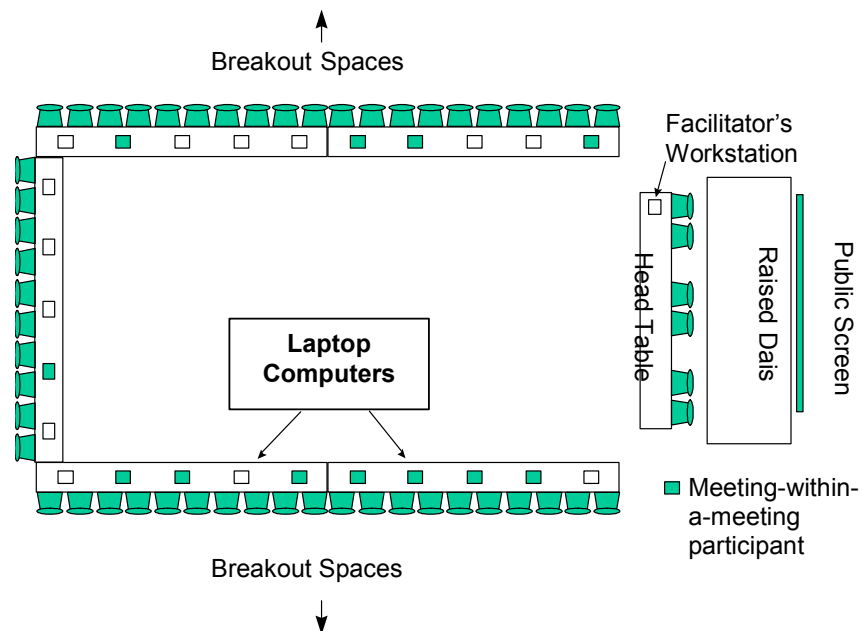 Breakout Spaces
Facilitator's
Workstation
Head Table
Raised Dais
Public Screen
Laptop
Computers
Meeting-within-
a-meeting
participant
Breakout Spaces